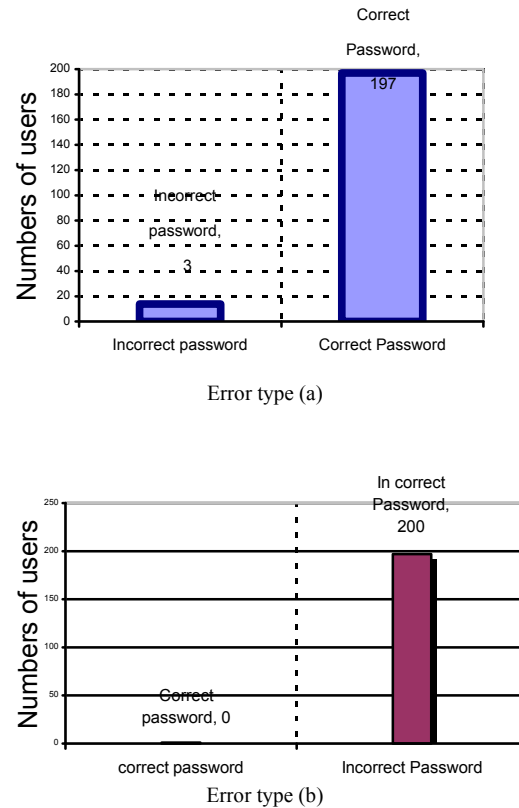 Correct
Password,
197
200
180
160
140
120
100
80
60
40
20
0
Numbers of users
Incorrect
password,
3
Incorrect password Correct Password
Error type (a)
In correct
Password,
200
250
200
150
100
50
0
Numbers of users
Correct
password, 0
correct password Incorrect Password
Error type (b)